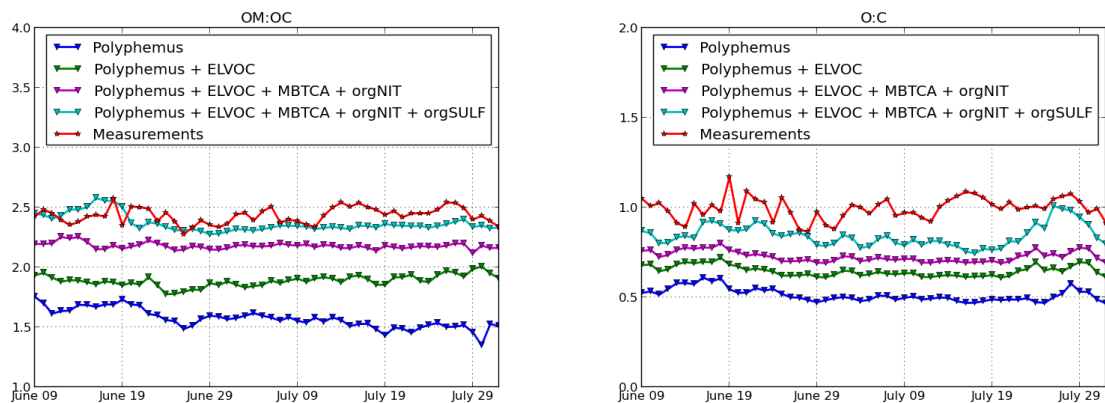 OM:OC
4.0
3.5
3.0
2.5
2.0
1.5
1.0
Polyphemus
Polyphemus + ELVOC
Polyphemus + ELVOC + MBTCA + orgNIT
Polyphemus + ELVOC + MBTCA + orgNIT + orgSULF
Measurements
June 09 June 19 June 29 July 09 July 19 July 29
O:C
2.0
1.5
1.0
0.5
0.0
Polyphemus
Polyphemus + ELVOC
Polyphemus + ELVOC + MBTCA + orgNIT
Polyphemus + ELVOC + MBTCA + orgNIT + orgSULF
Measurements
June 09 June 19 June 29 July 09 July 19 July 29